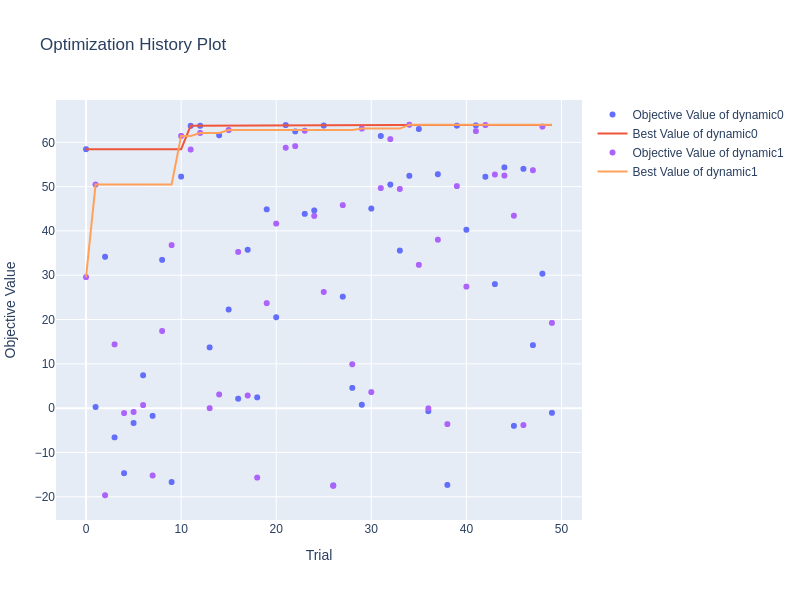 Optimization History Plot
Objective Value of dynamic0
Best Value of dynamic0
Objective Value of dynamic1
Best Value of dynamic1
60
50
40
30
20
10
0
−10
−20
Objective Value
0
10
20
30
40
50
Trial